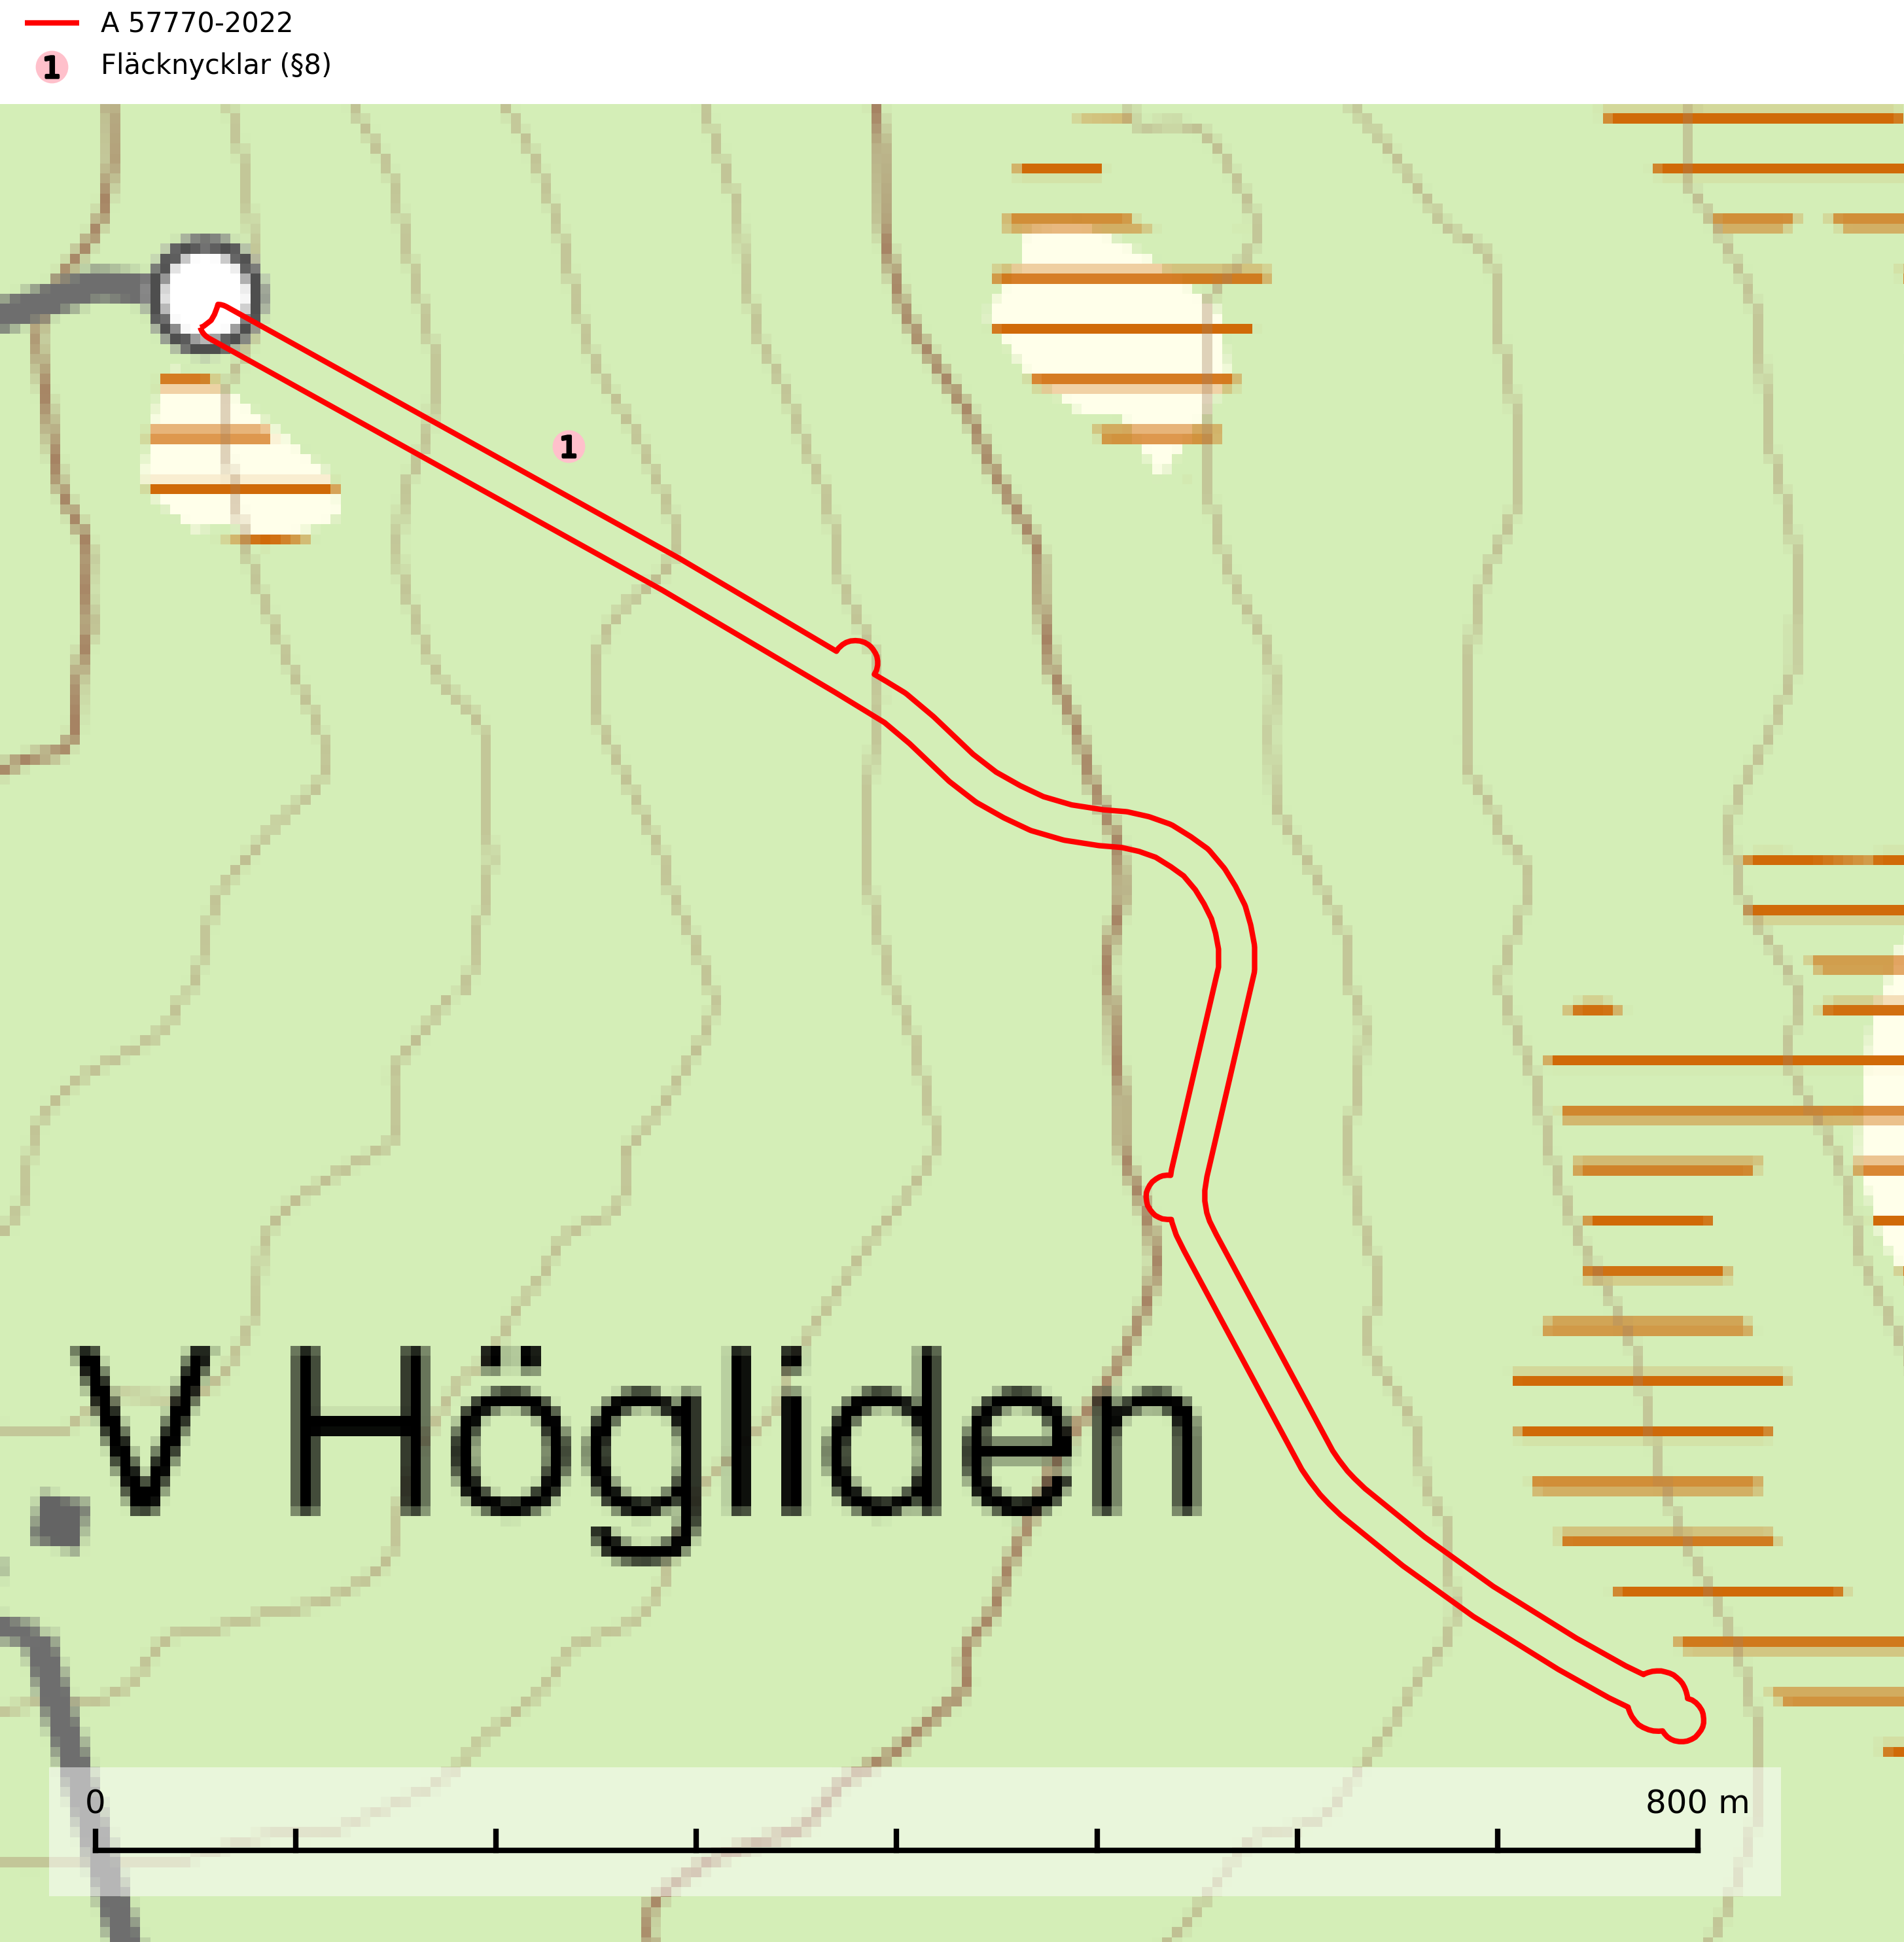 A 57770-2022
1 Fläcknycklar (§8)
1
V Högliden
0 800 m